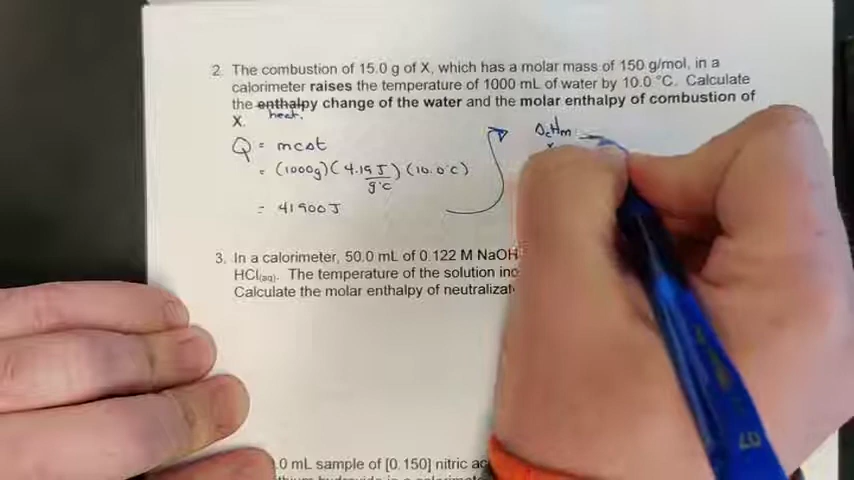 2. The combustion of 15.0 g of X, which has a molar mass of 150 g/mol, in a
calorimeter raises the temperature of 1000 mL of water by 10.0 °C. Calculate
the enthalpy change of the water and the molar enthalpy of combustion of
heat.
X.
Q = mcΔt
= (1000g)(4.19 J/g°C)(10.0°C)
= 41900J
ΔcHm =
x
3. In a calorimeter, 50.0 mL of 0.122 M NaOH
HCl(aq). The temperature of the solution inc
Calculate the molar enthalpy of neutralizat
.0 mL sample of [0.150] nitric ac